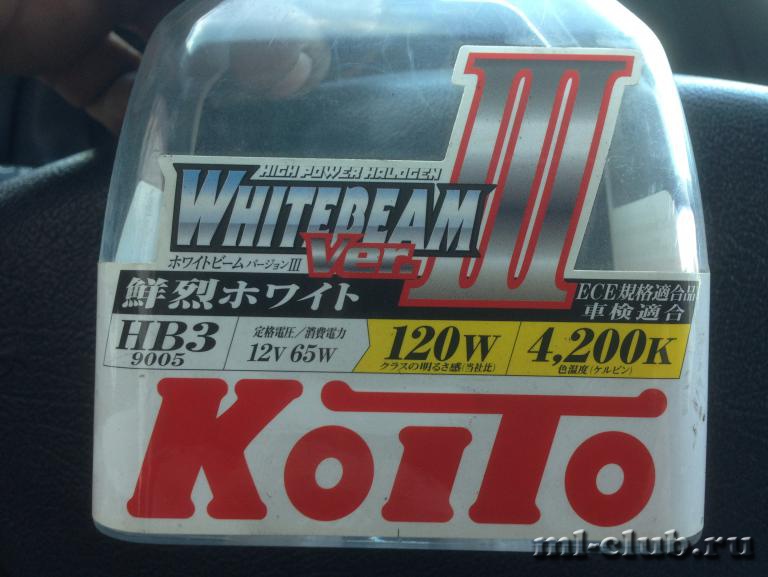 HIGH POWER HALOGEN
WHITEBEAM III
Ver.
ホワイトビーム バージョンIII
鮮烈ホワイト
ECE規格適合品
車検適合
HB3
9005
定格電圧/消費電力
12V 65W
120W
クラスの明るさ感(当社比)
4,200K
色温度(ケルビン)
KOITO
ml-club.ru